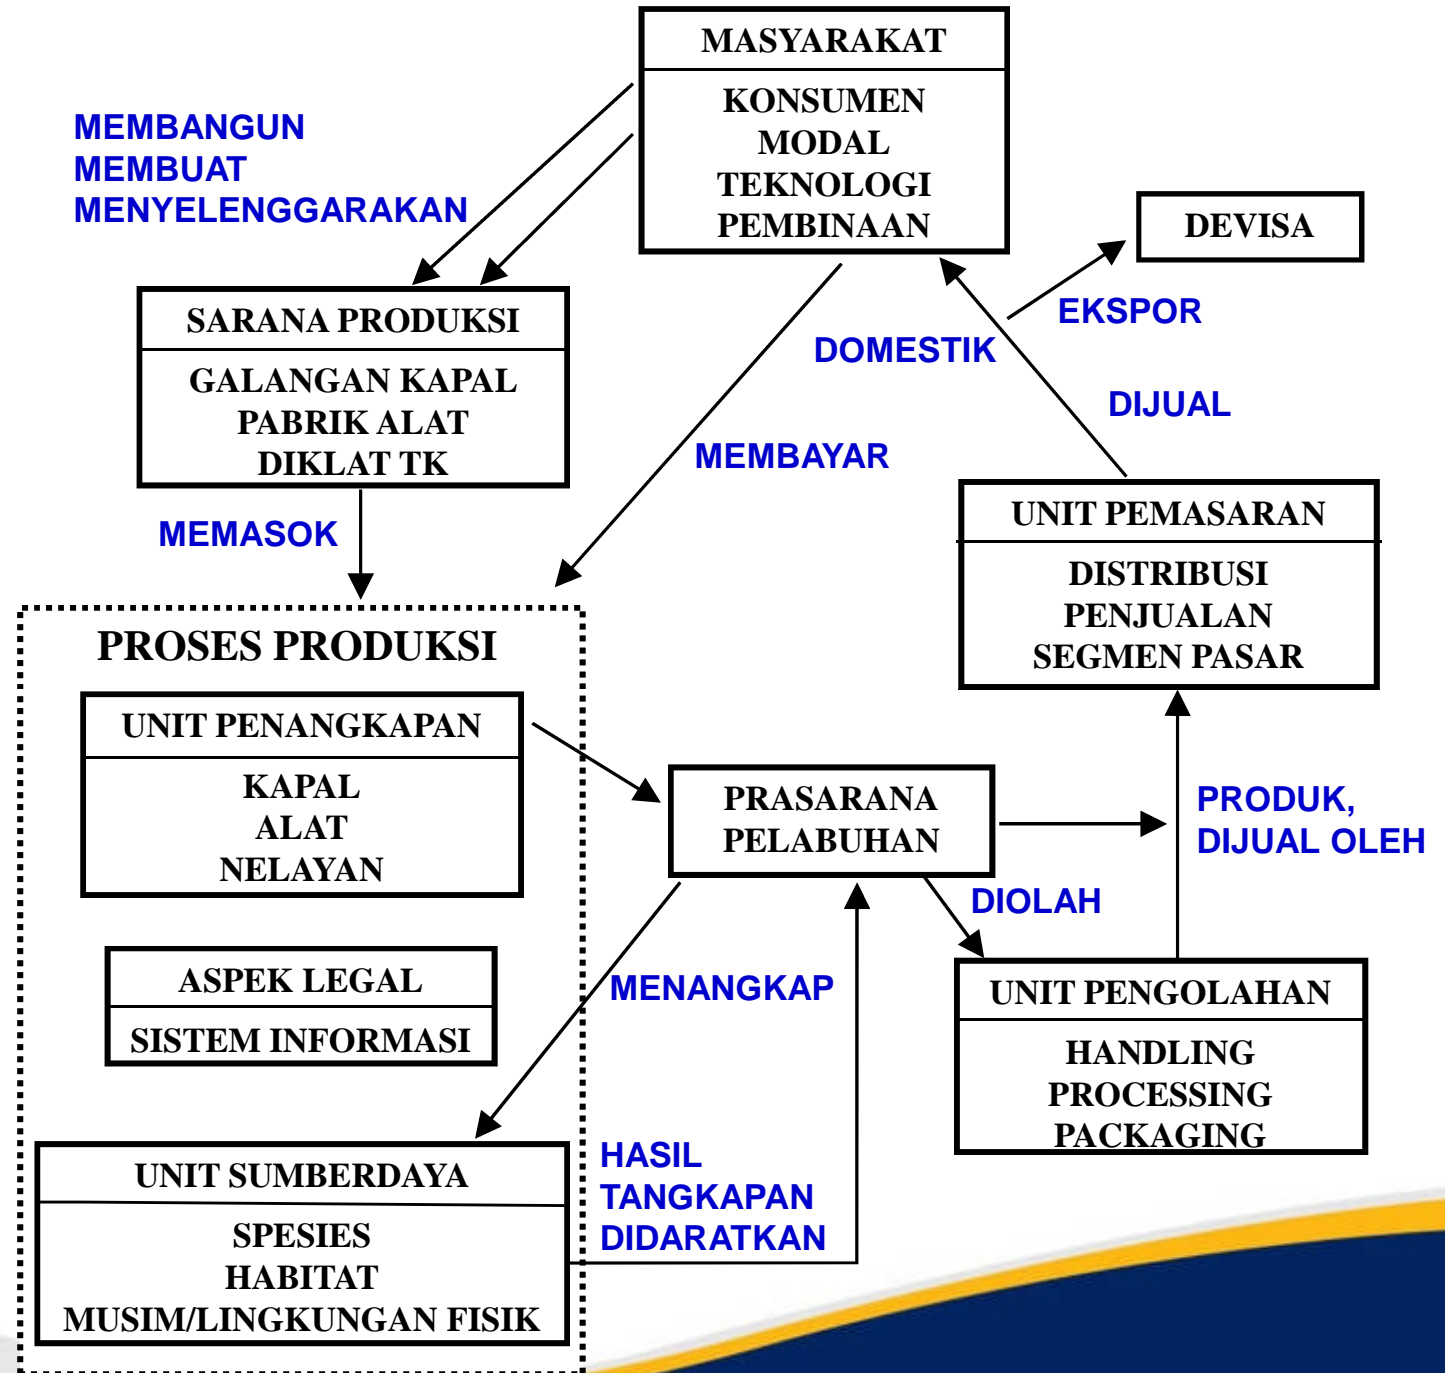 MASYARAKAT
KONSUMEN
MODAL
TEKNOLOGI
PEMBINAAN
MEMBANGUN
MEMBUAT
MENYELENGGARAKAN
DEVISA
EKSPOR
DOMESTIK
DIJUAL
SARANA PRODUKSI
GALANGAN KAPAL
PABRIK ALAT
DIKLAT TK
MEMBAYAR
MEMASOK
UNIT PEMASARAN
DISTRIBUSI
PENJUALAN
SEGMEN PASAR
PROSES PRODUKSI
UNIT PENANGKAPAN
KAPAL
ALAT
NELAYAN
PRASARANA
PELABUHAN
PRODUK,
DIJUAL OLEH
DIOLAH
ASPEK LEGAL
SISTEM INFORMASI
MENANGKAP
UNIT PENGOLAHAN
HANDLING
PROCESSING
PACKAGING
UNIT SUMBERDAYA
SPESIES
HABITAT
MUSIM/LINGKUNGAN FISIK
HASIL
TANGKAPAN
DIDARATKAN